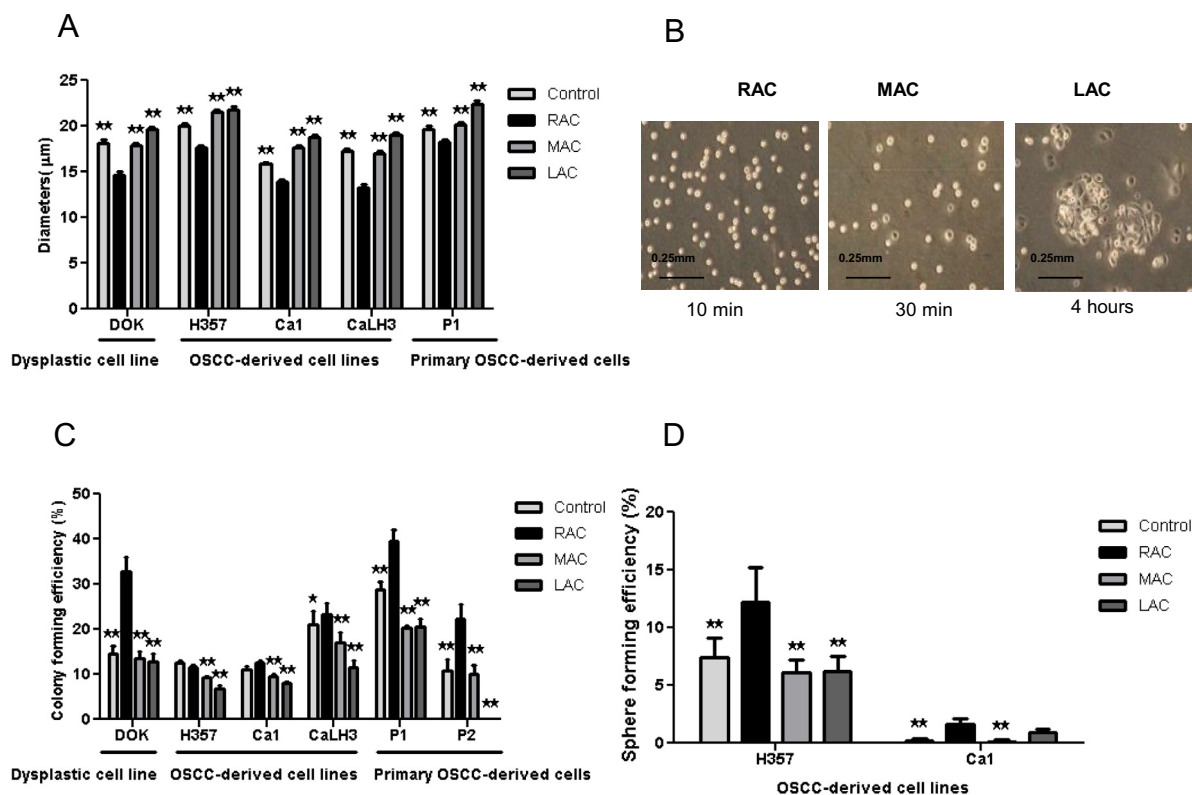 A
25
20
15
10
5
0
Diameters( μm)
★★ ★★ ★★ ★★ ★★ ★★ ★★ ★★ ★★ ★★ ★★ ★★ ★★ ★★ ★★
Control
RAC
MAC
LAC
DOK H357 Ca1 CaLH3 P1
Dysplastic cell line OSCC-derived cell lines Primary OSCC-derived cells
B
RAC MAC LAC
0.25mm 0.25mm 0.25mm
10 min 30 min 4 hours
C
50
40
30
20
10
0
Colony forming efficiency (%)
★★ ★★ ★★ ★★ ★★ ★★ ★★ ★ ★★ ★★ ★★ ★★ ★★ ★★ ★★ ★★
Control
RAC
MAC
LAC
DOK H357 Ca1 CaLH3 P1 P2
Dysplastic cell line OSCC-derived cell lines Primary OSCC-derived cells
D
20
15
10
5
0
Sphere forming efficiency (%)
★★ ★★ ★★ ★★ ★★
Control
RAC
MAC
LAC
H357 Ca1
OSCC-derived cell lines